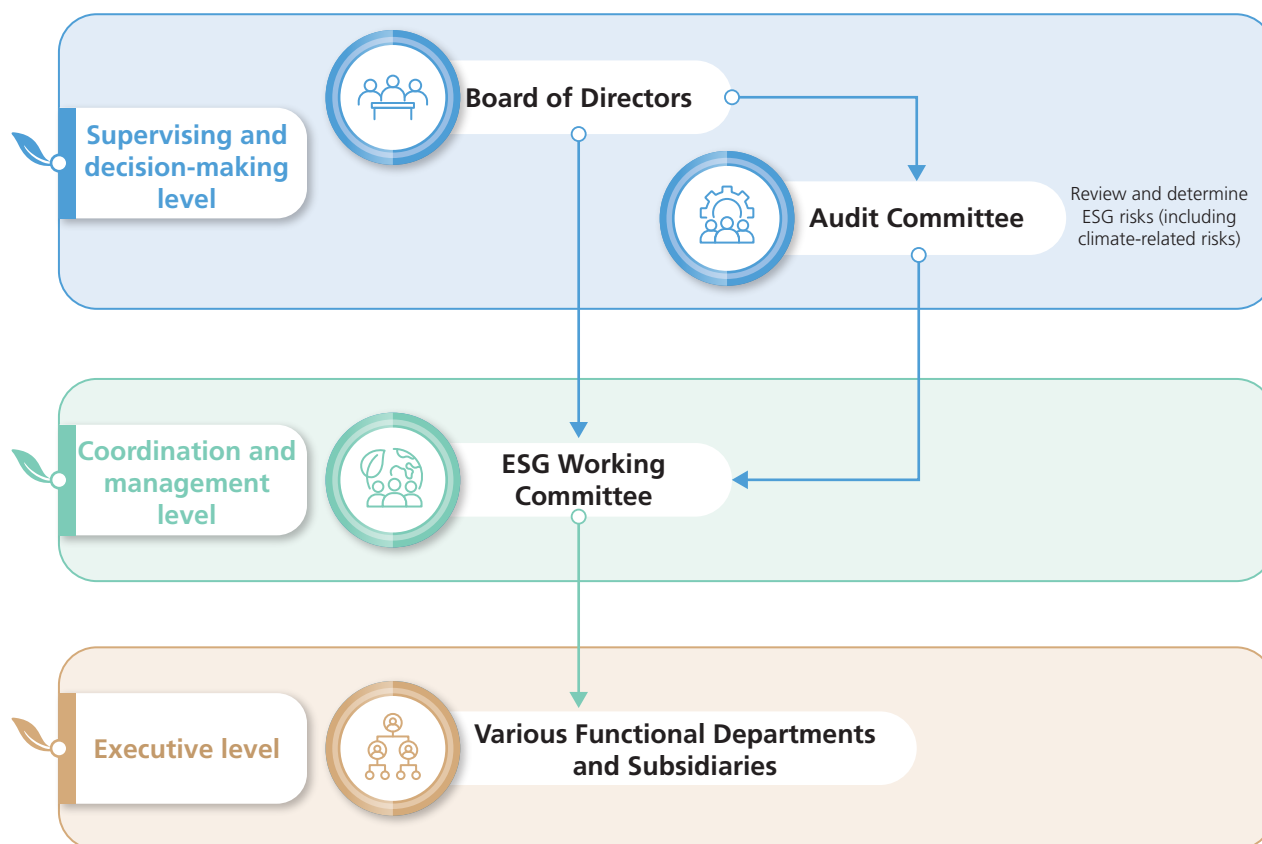 Board of Directors
Supervising and
decision-making
level
Audit Committee
Review and determine
ESG risks (including
climate-related risks)
Coordination and
management
level
ESG Working
Committee
Executive level
Various Functional Departments
and Subsidiaries